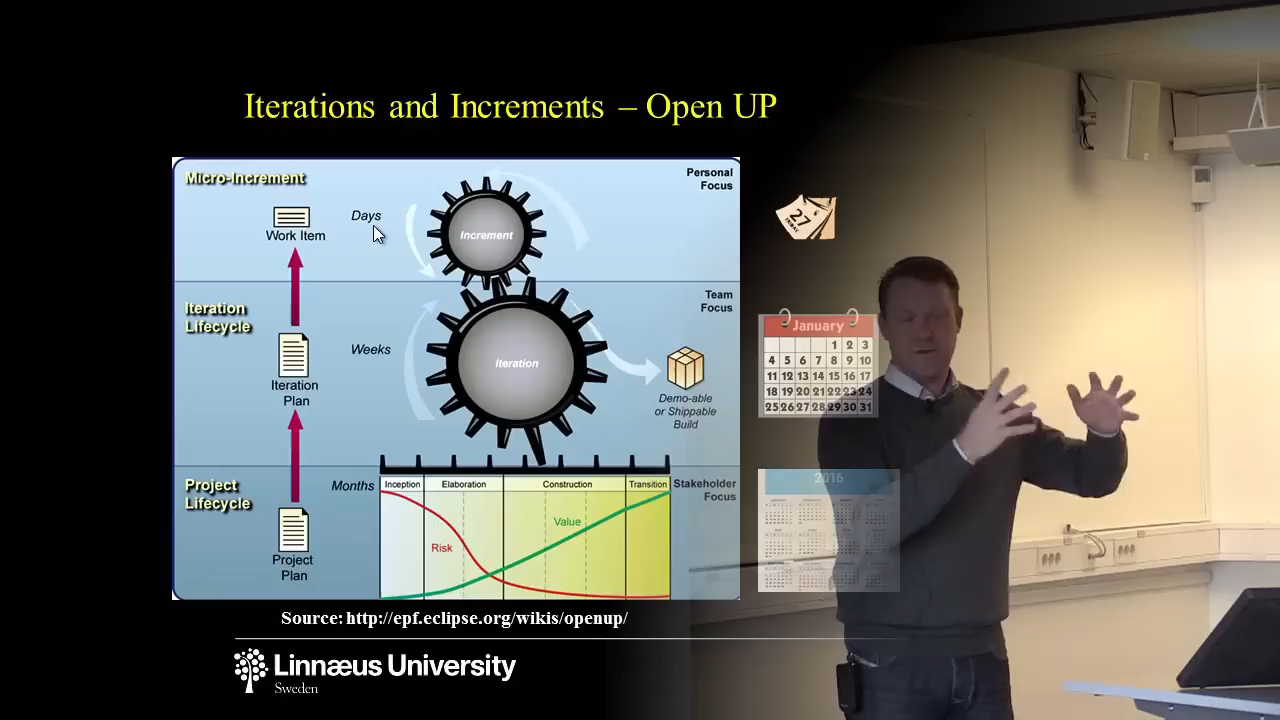 Iterations and Increments – Open UP
Micro-Increment
Personal
Focus
27
Days
Work Item
Increment
Iteration
Lifecycle
Team
Focus
Weeks
Iteration
Iteration
Plan
Demo-able
or Shippable
Build
January
1 2 3
4 5 6 7 8 9 10
11 12 13 14 15 16 17
18 19 20 21 22 23 24
25 26 27 28 29 30 31
Project
Lifecycle
Months
Inception
Elaboration
Construction
Transition
Stakeholder
Focus
2016
Value
Risk
Project
Plan
Source: http://epf.eclipse.org/wikis/openup/
Linnæus University
Sweden